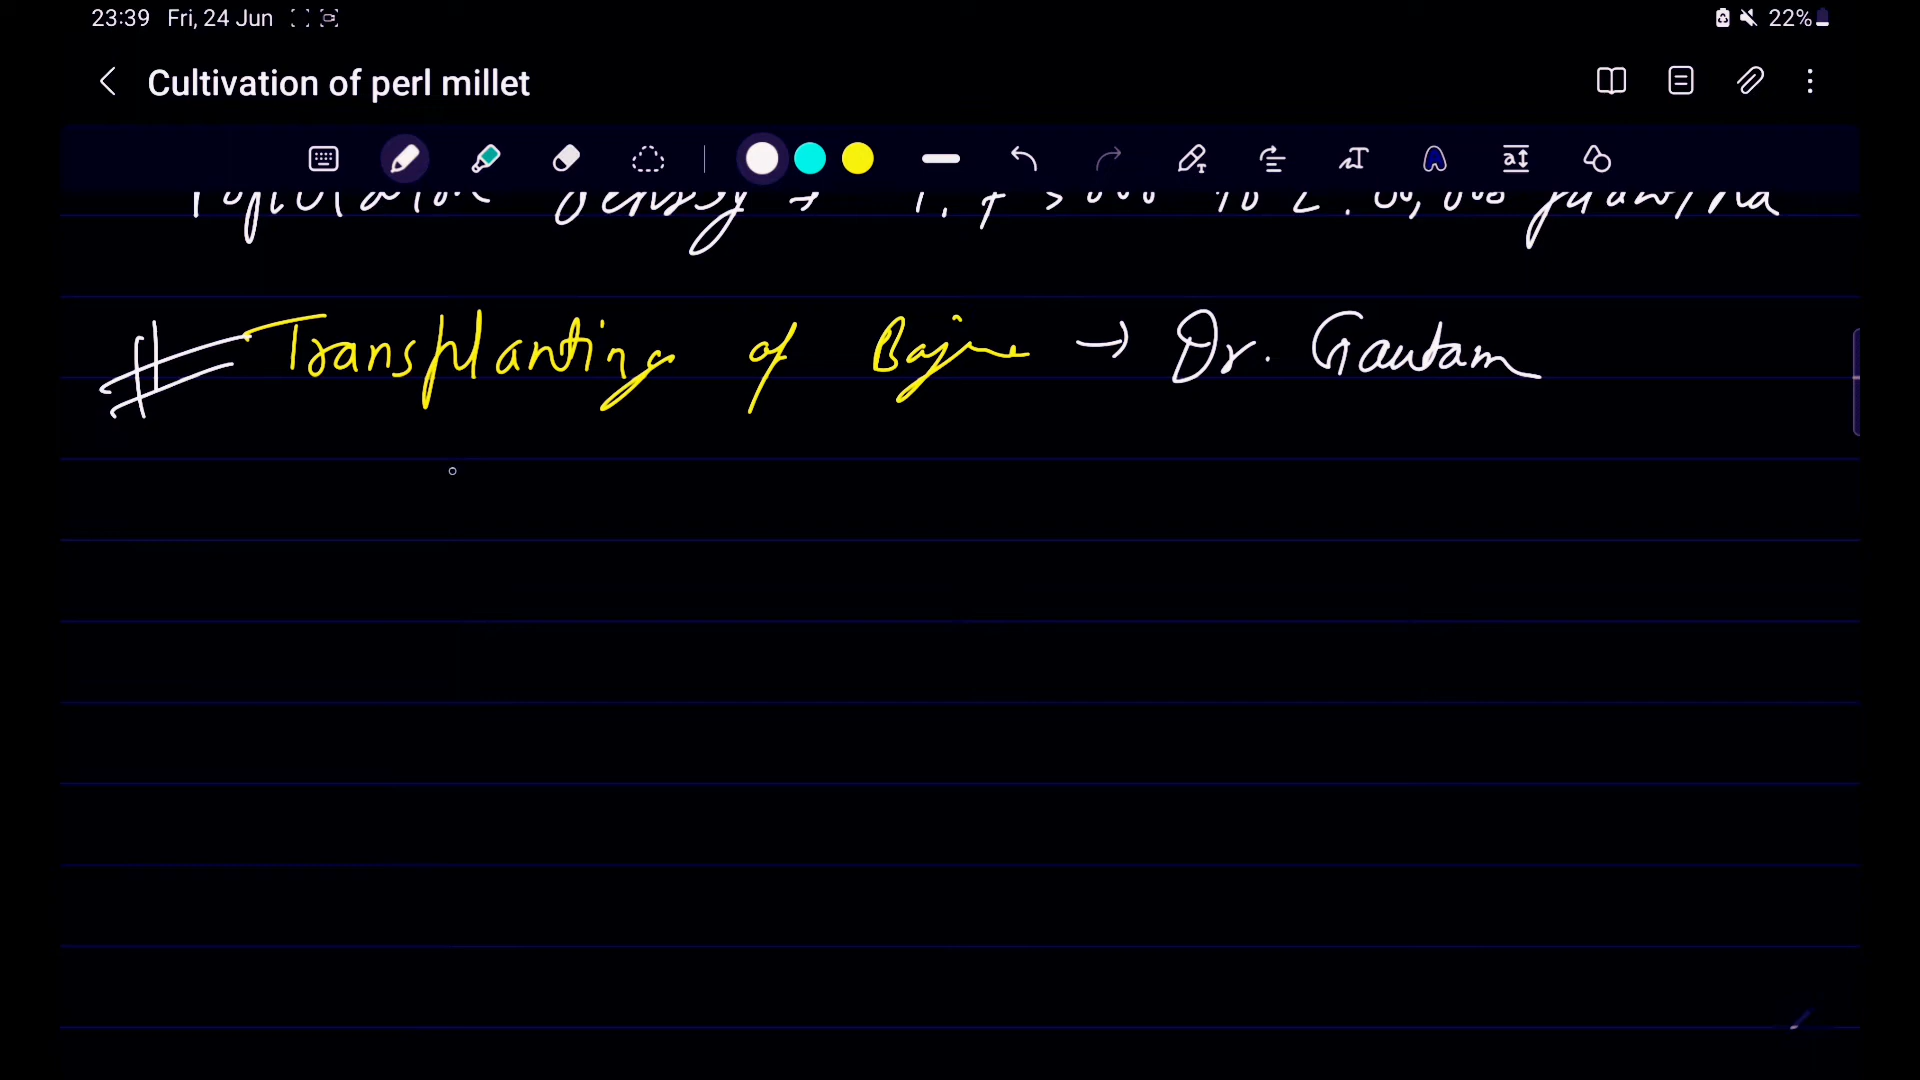 23:39 Fri, 24 Jun 22%
Cultivation of perl millet
# Transplanting of Bajra → Dr. Gautam